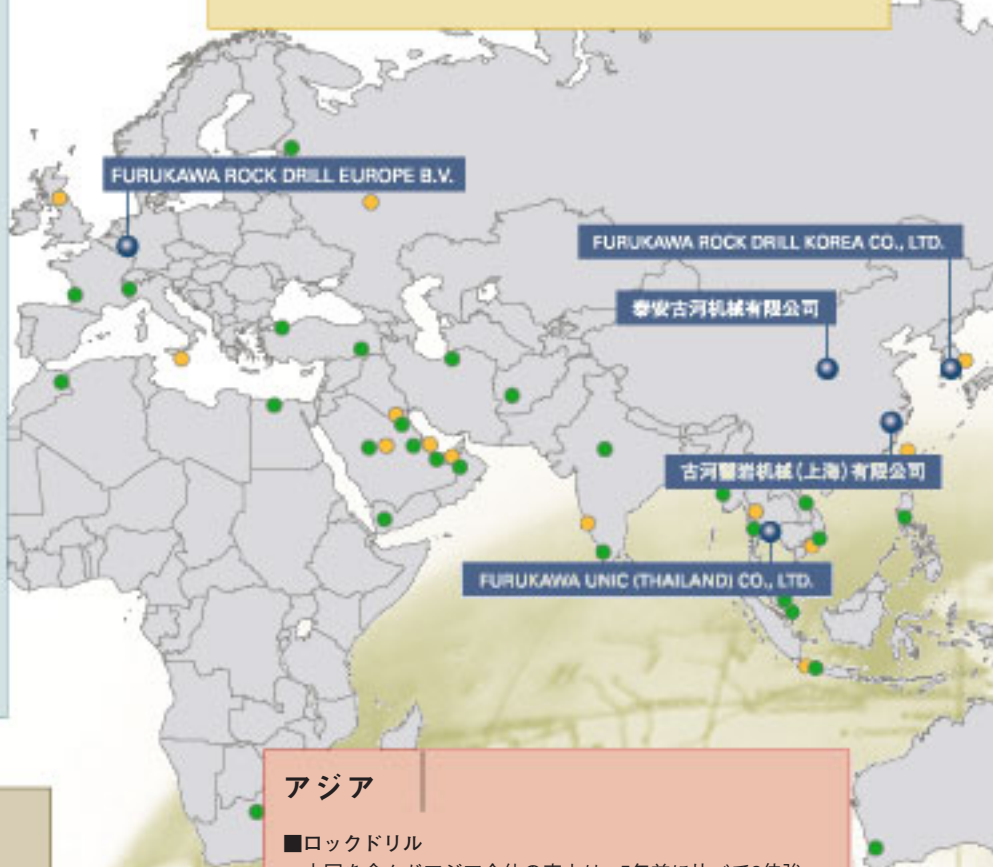 FURUKAWA ROCK DRILL EUROPE B.V.
FURUKAWA ROCK DRILL KOREA CO., LTD.
泰安古河机械有限公司
古河鑿岩机械(上海)有限公司
FURUKAWA UNIC (THAILAND) CO., LTD.
アジア
■ロックドリル